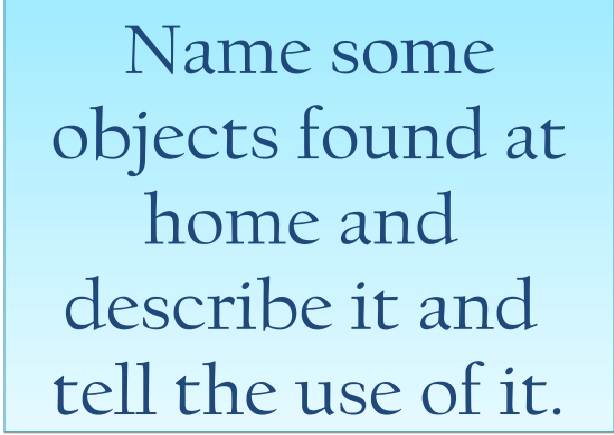 Name some
objects found at
home and
describe it and
tell the use of it.